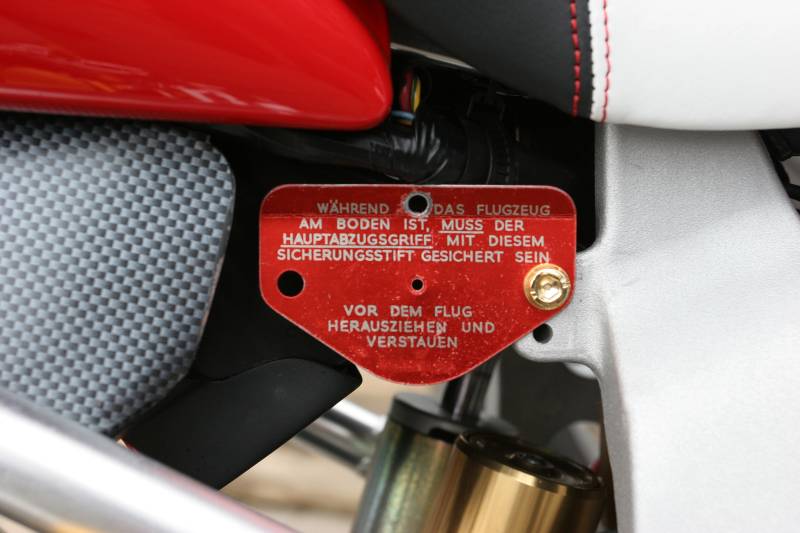 WÄHREND DAS FLUGZEUG
AM BODEN IST, MUSS DER
HAUPTABZUGSGRIFF MIT DIESEM
SICHERUNGSSTIFT GESICHERT SEIN
VOR DEM FLUG
HERAUSZIEHEN UND
VERSTAUEN